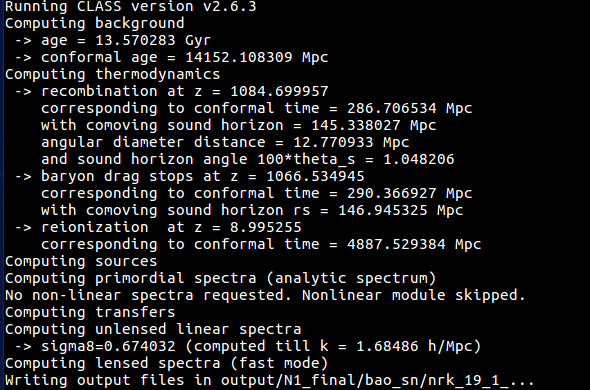 Running CLASS version v2.6.3
Computing background
 -> age = 13.570283 Gyr
 -> conformal age = 14152.108309 Mpc
Computing thermodynamics
 -> recombination at z = 1084.699957
    corresponding to conformal time = 286.706534 Mpc
    with comoving sound horizon = 145.338027 Mpc
    angular diameter distance = 12.770933 Mpc
    and sound horizon angle 100*theta_s = 1.048206
 -> baryon drag stops at z = 1066.534945
    corresponding to conformal time = 290.366927 Mpc
    with comoving sound horizon rs = 146.945325 Mpc
 -> reionization  at z = 8.995255
    corresponding to conformal time = 4887.529384 Mpc
Computing sources
Computing primordial spectra (analytic spectrum)
No non-linear spectra requested. Nonlinear module skipped.
Computing transfers
Computing unlensed linear spectra
 -> sigma8=0.674032 (computed till k = 1.68486 h/Mpc)
Computing lensed spectra (fast mode)
Writing output files in output/N1_final/bao_sn/nrk_19_1_...